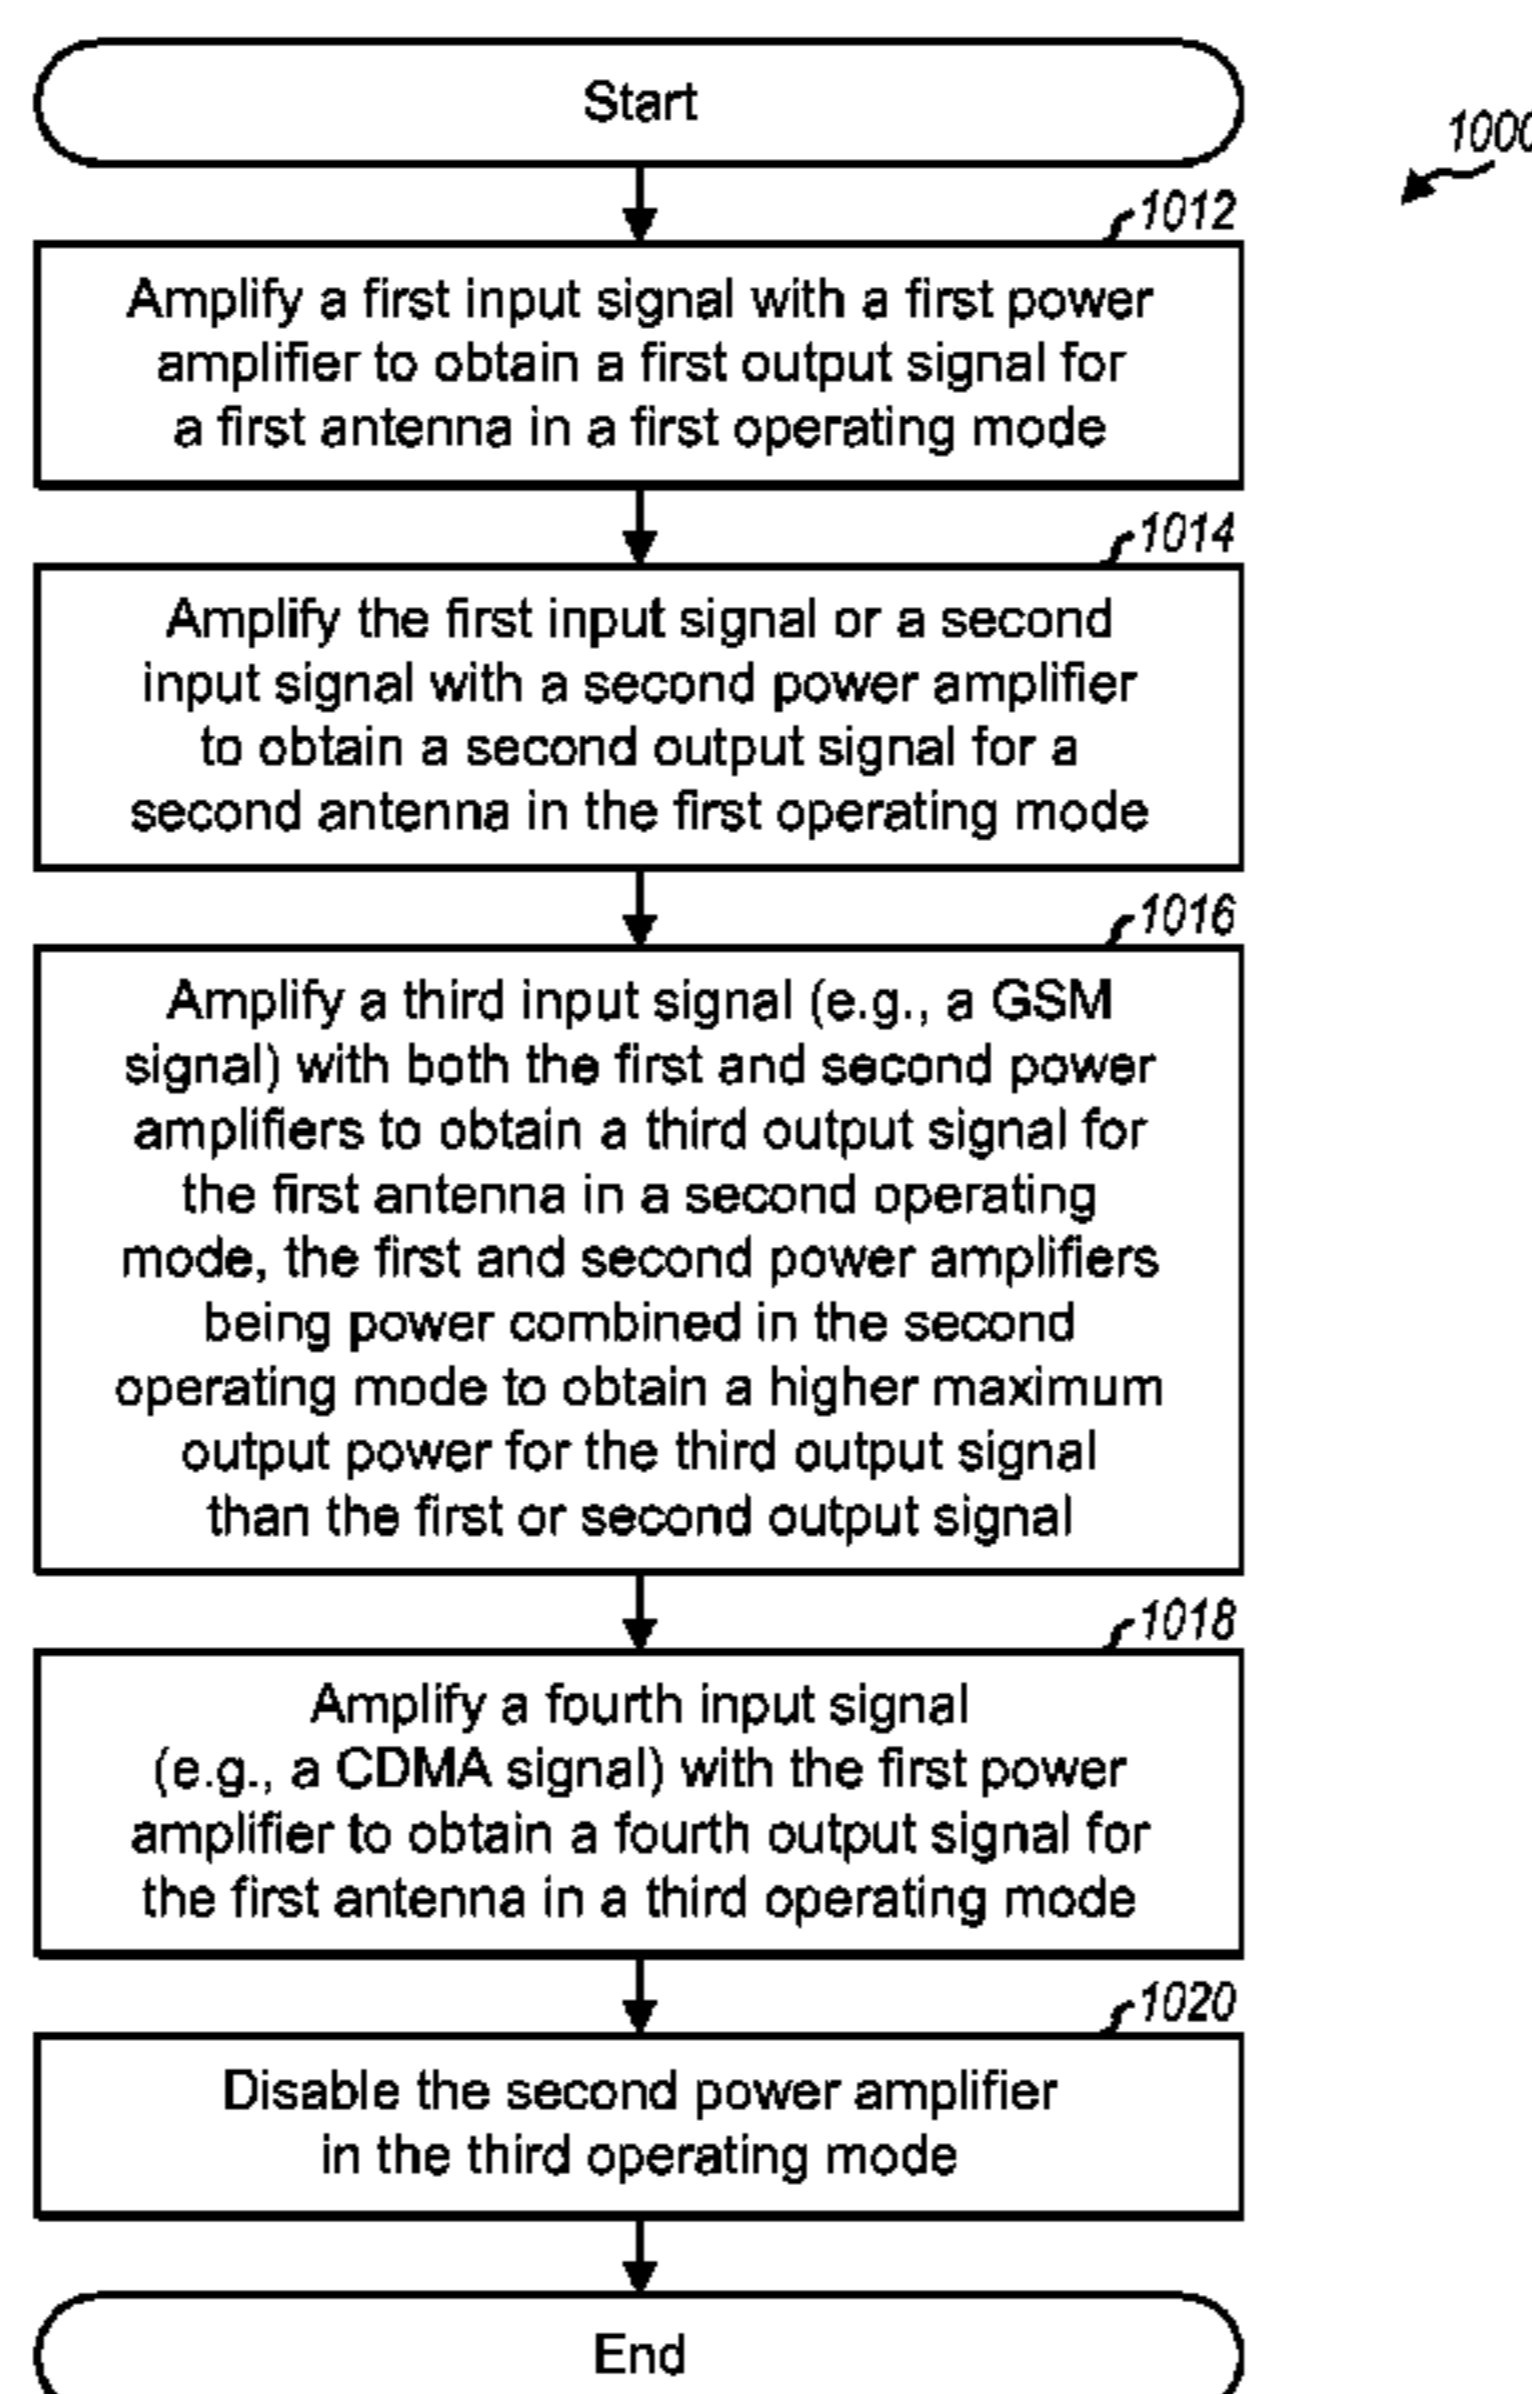 Start
1000
1012
Amplify a first input signal with a first power
amplifier to obtain a first output signal for
a first antenna in a first operating mode
1014
Amplify the first input signal or a second
input signal with a second power amplifier
to obtain a second output signal for a
second antenna in the first operating mode
1016
Amplify a third input signal (e.g., a GSM
signal) with both the first and second power
amplifiers to obtain a third output signal for
the first antenna in a second operating
mode, the first and second power amplifiers
being power combined in the second
operating mode to obtain a higher maximum
output power for the third output signal
than the first or second output signal
1018
Amplify a fourth input signal
(e.g., a CDMA signal) with the first power
amplifier to obtain a fourth output signal for
the first antenna in a third operating mode
1020
Disable the second power amplifier
in the third operating mode
End